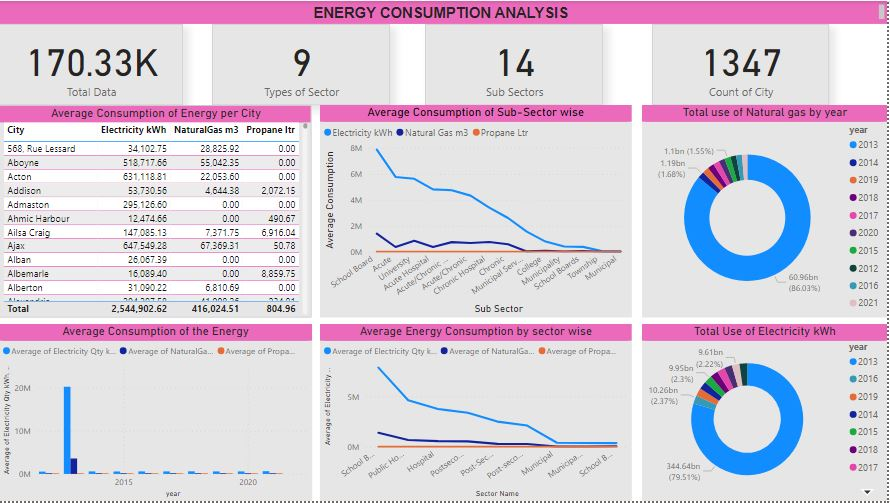 ENERGY CONSUMPTION ANALYSIS
170.33K
Total Data
9
Types of Sector
14
Sub Sectors
1347
Count of City
Average Consumption of Energy per City
City Electricity kWh NaturalGas m3 Propane ltr
568, Rue Lessard 34,102.75 28,825.92 0.00
Aboyne 518,717.66 55,042.35 0.00
Acton 631,118.81 22,053.60 0.00
Addison 53,730.56 4,644.38 2,072.15
Admaston 295,126.60 0.00 0.00
Ahmic Harbour 12,474.66 0.00 490.67
Ailsa Craig 147,085.13 7,371.75 6,916.04
Ajax 647,549.28 67,369.31 50.78
Alban 26,067.39 0.00 0.00
Albemarle 16,089.40 0.00 8,859.75
Alberton 31,090.22 6,810.69 0.00
Total 2,544,902.62 416,024.51 804.96
Average Consumption of Sub-Sector wise
Electricity kWh Natural Gas m3 Propane Ltr
Average Consumption
8M
6M
4M
2M
0M
School Board
Acute
University
Acute Hospital
Acute/Chronic ...
Acute/Chronic
Chronic Hospital
Chronic
Municipal Serv...
College
Municipality
School Boards
Township
Municipal
Sub Sector
Total use of Natural gas by year
1.1bn (1.55%)
1.19bn
(1.68%)
60.96bn
(86.03%)
year
2013
2014
2019
2018
2017
2020
2015
2012
2016
2021
Average Consumption of the Energy
Average of Electricity Qty k... Average of NaturalGa... Average of Propa...
Average of Electricity Qty kWh, ...
20M
10M
0M
2015
2020
year
Average Energy Consumption by sector wise
Average of Electricity Qty k... Average of NaturalGa... Average of Propa...
Average of Electricity ...
5M
0M
School B...
Public Ho...
Hospital
Postseco...
Post-Sec...
Post-seco...
Municipal
Municipa...
School B...
Sector Name
Total Use of Electricity kWh
9.61bn
(2.22%)
9.95bn
(2.3%)
10.26bn
(2.37%)
344.64bn
(79.51%)
year
2013
2016
2019
2014
2015
2018
2017